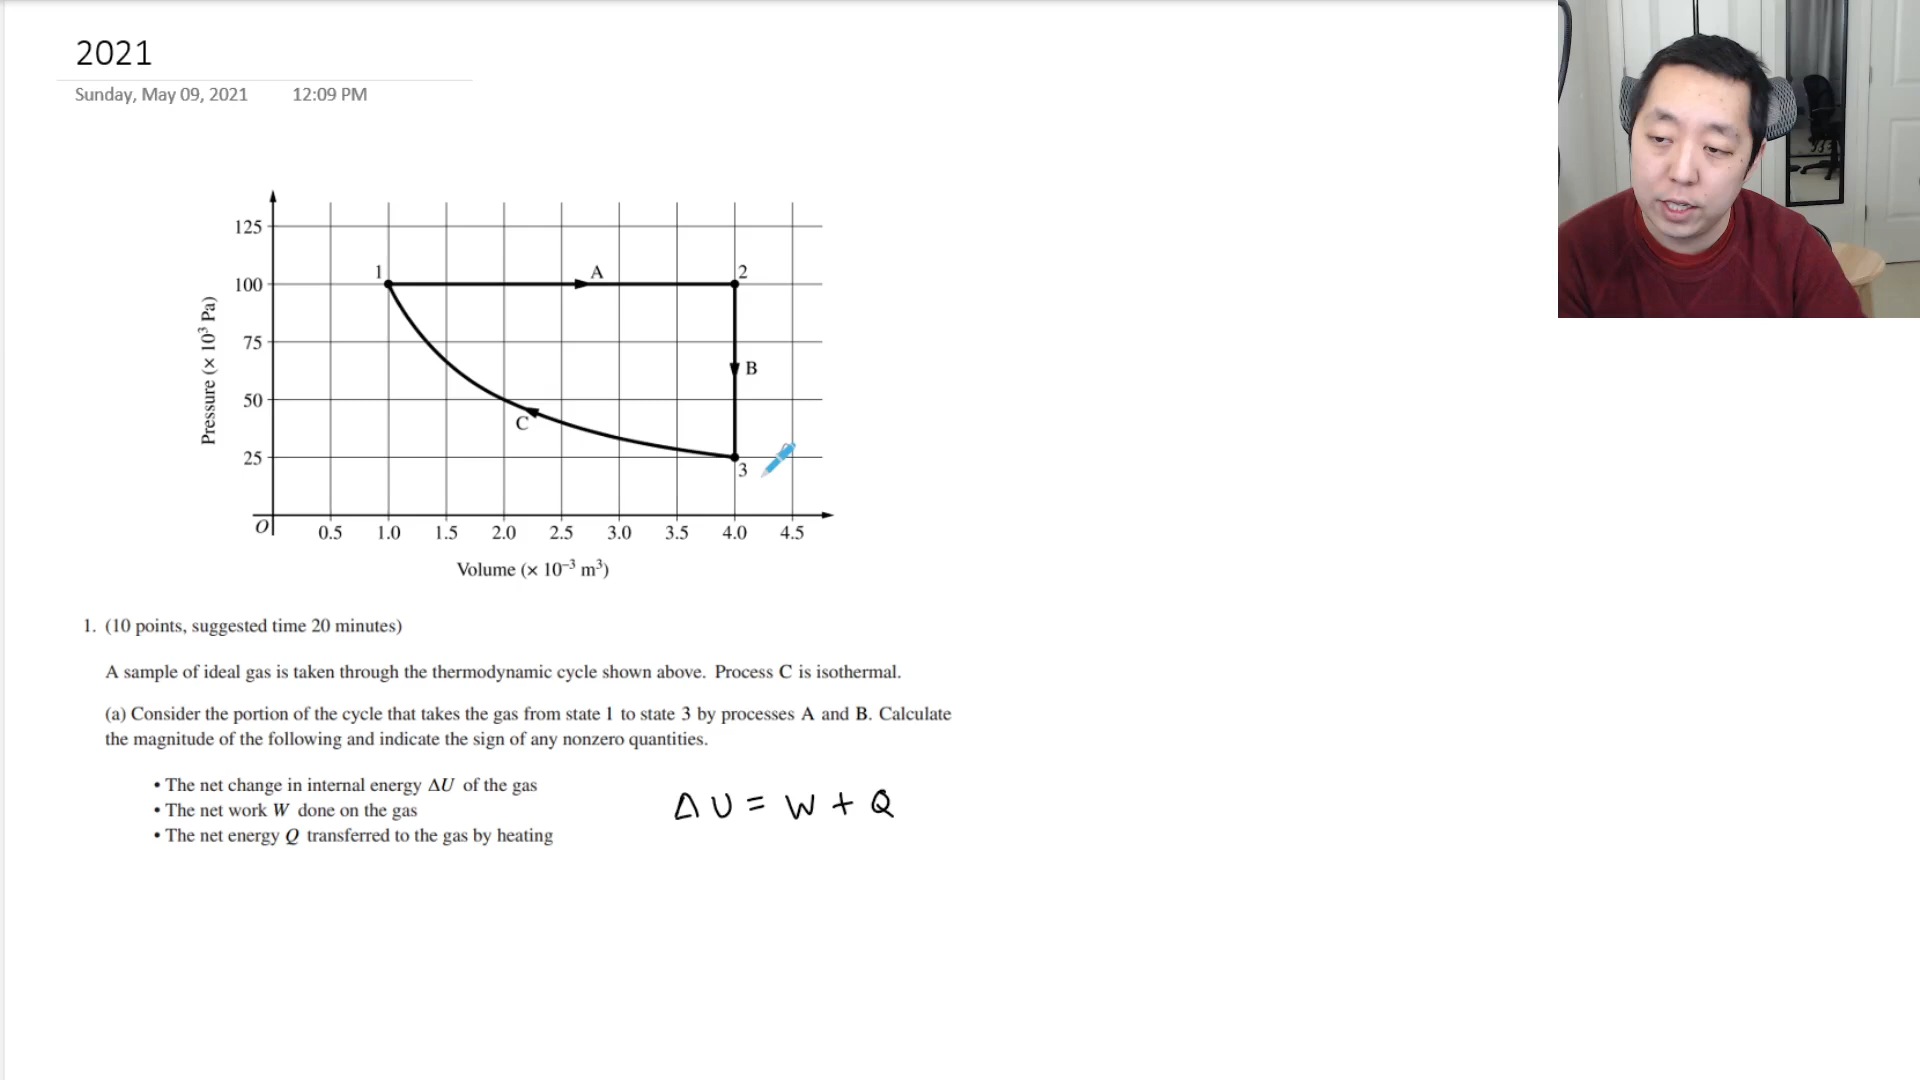 2021
Sunday, May 09, 2021 12:09 PM
125
100
75
50
25
Pressure (× 10³ Pa)
1
A
2
B
C
3
O
0.5 1.0 1.5 2.0 2.5 3.0 3.5 4.0 4.5
Volume (× 10⁻³ m³)
1. (10 points, suggested time 20 minutes)
A sample of ideal gas is taken through the thermodynamic cycle shown above. Process C is isothermal.
(a) Consider the portion of the cycle that takes the gas from state 1 to state 3 by processes A and B. Calculate
the magnitude of the following and indicate the sign of any nonzero quantities.
• The net change in internal energy ΔU of the gas
• The net work W done on the gas
• The net energy Q transferred to the gas by heating
ΔU = W + Q